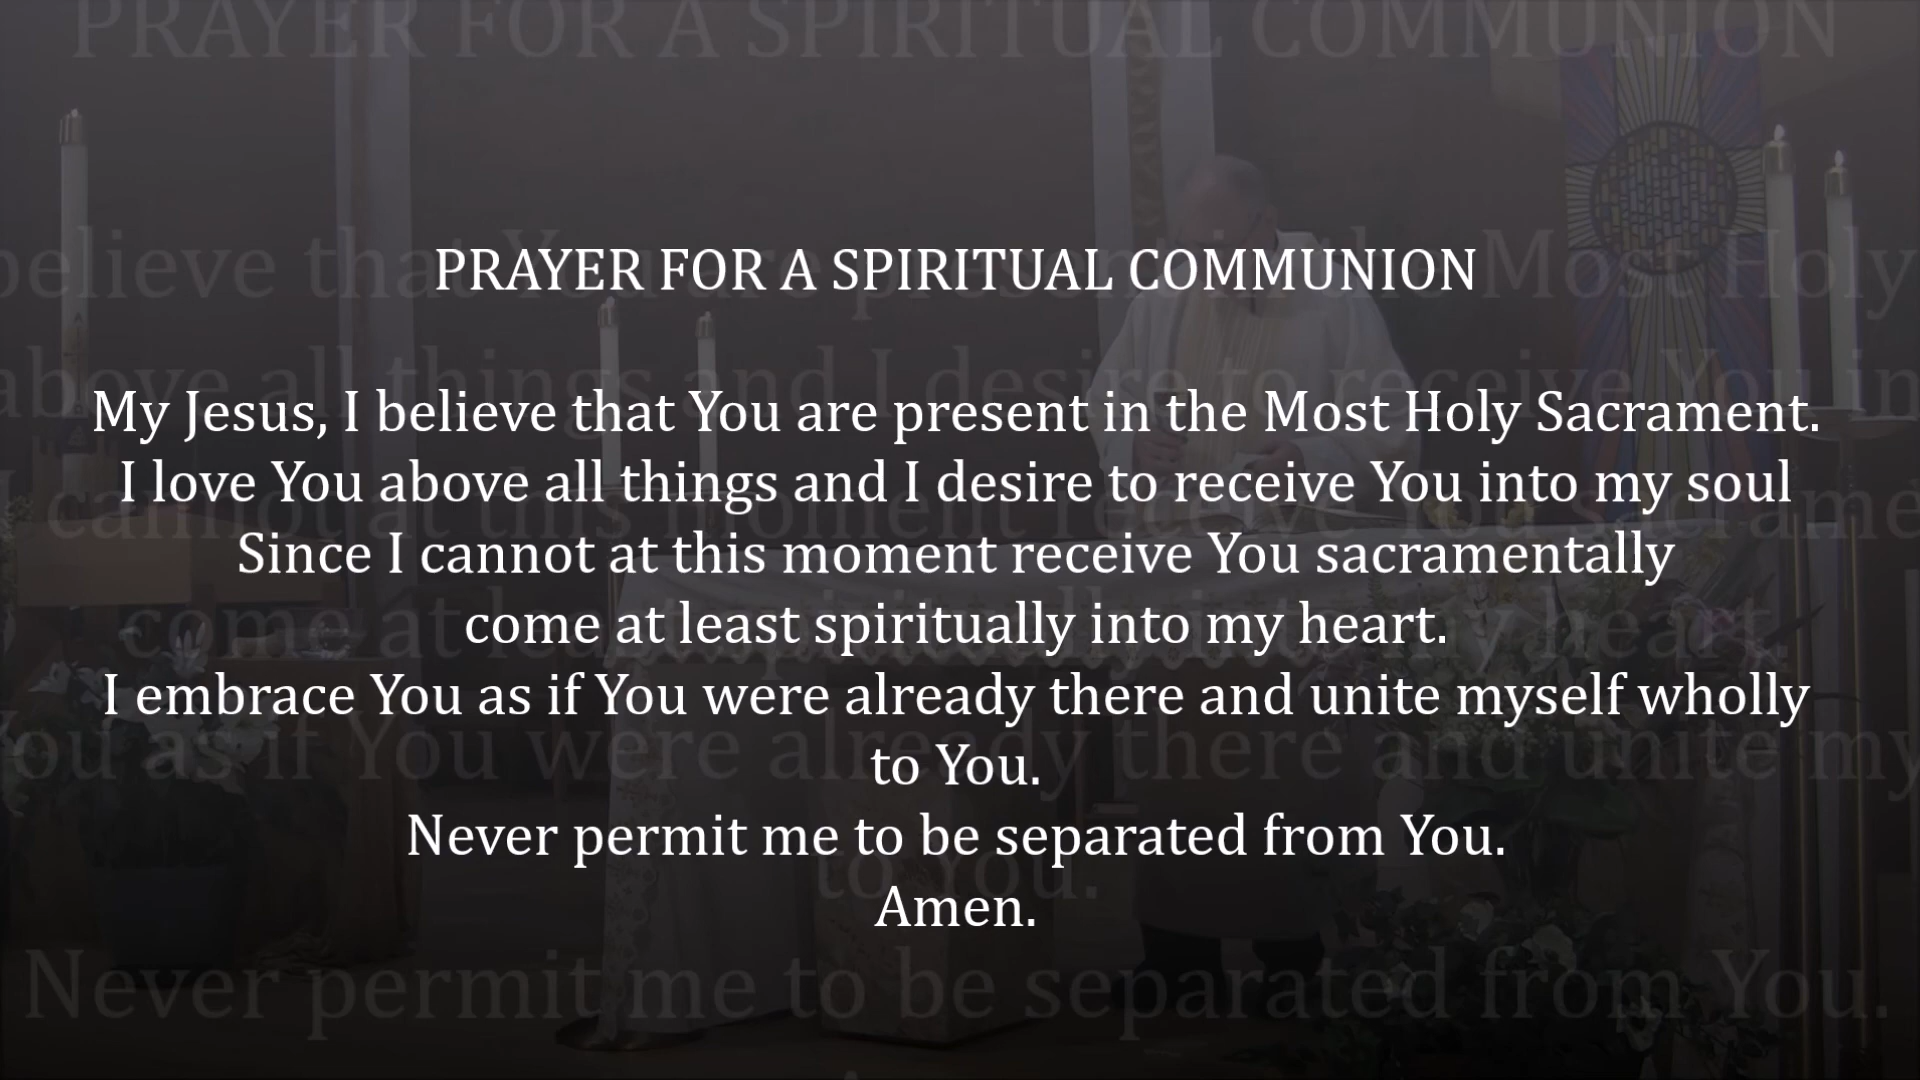 PRAYER FOR A SPIRITUAL COMMUNION
My Jesus, I believe that You are present in the Most Holy Sacrament.
I love You above all things and I desire to receive You into my soul
Since I cannot at this moment receive You sacramentally
come at least spiritually into my heart.
I embrace You as if You were already there and unite myself wholly
to You.
Never permit me to be separated from You.
Amen.